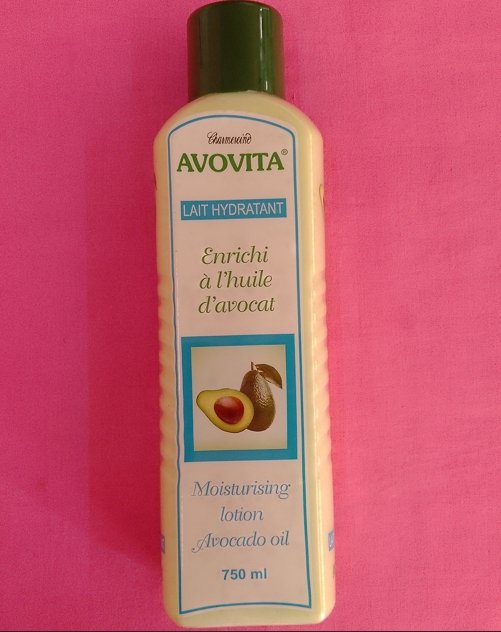 AVOVITA®
LAIT HYDRATANT
Enrichi
à l'huile
d'avocat
Moisturising
lotion
Avocado oil
750 ml